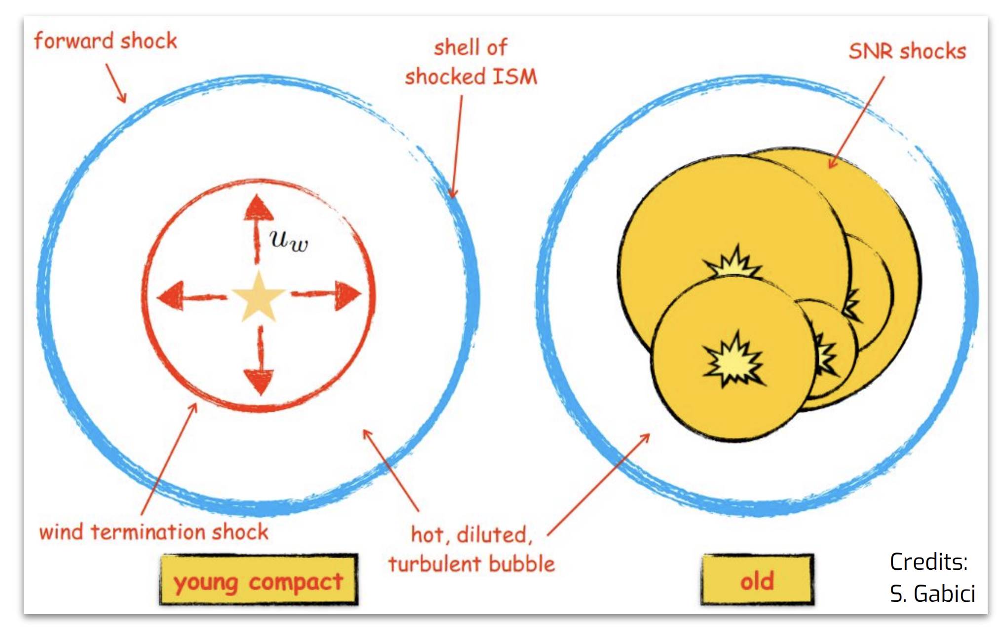 forward shock
shell of
shocked ISM
SNR shocks
u_w
wind termination shock
hot, diluted,
turbulent bubble
young compact
old
Credits:
S. Gabici